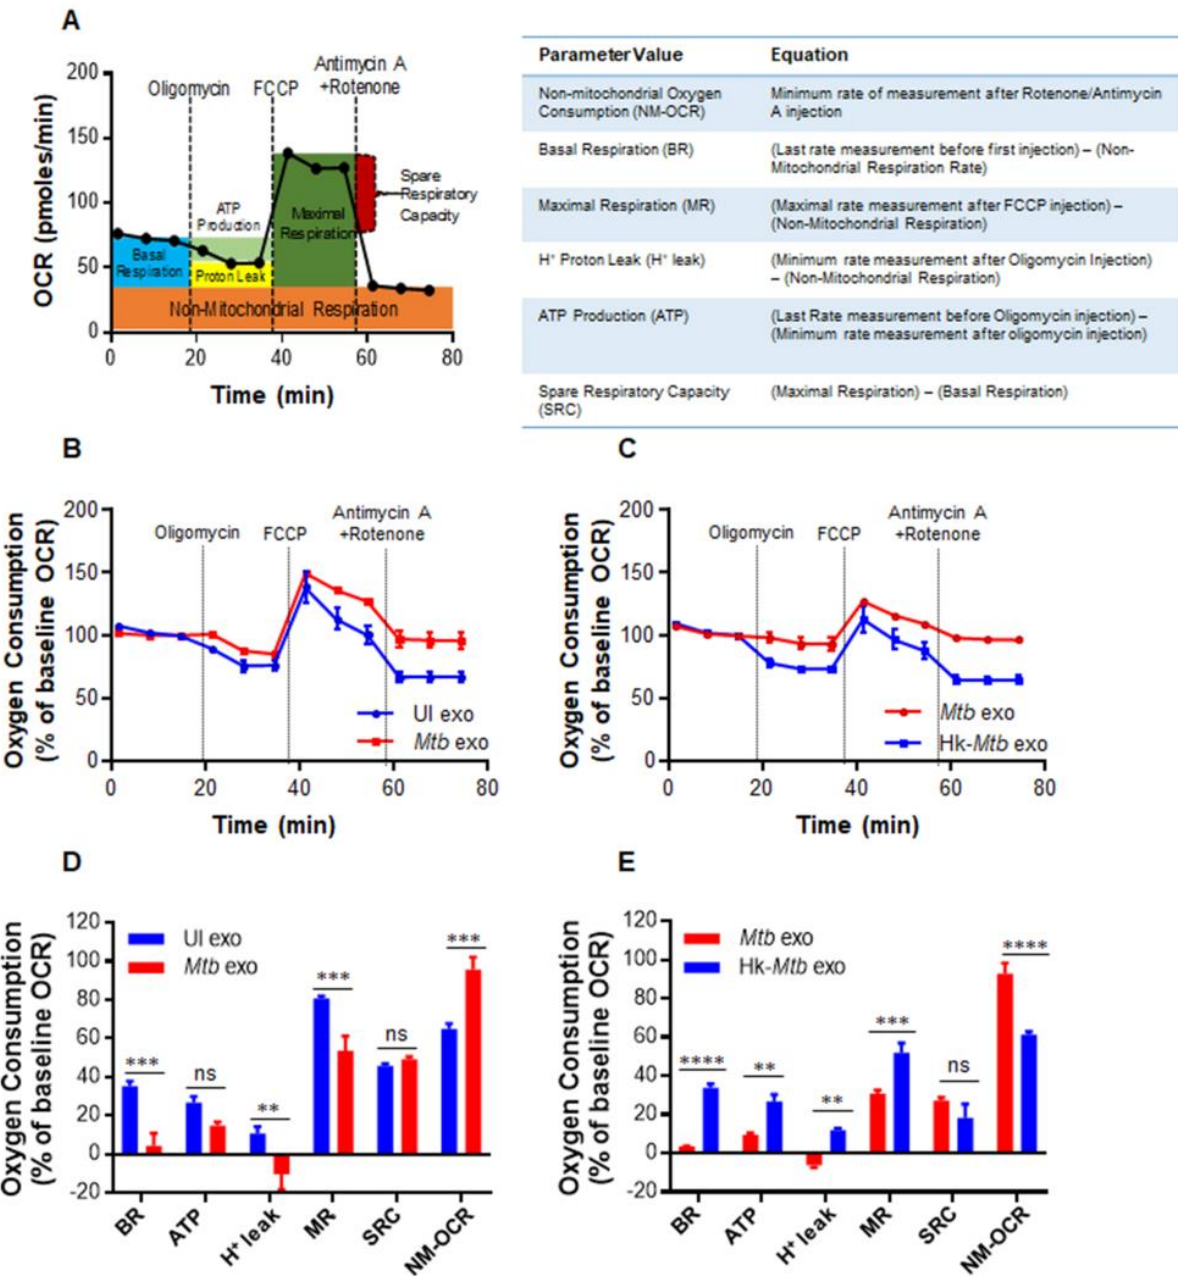 A
200
150
100
50
0
OCR (pmoles/min)
Oligomycin
FCCP
Antimycin A
+Rotenone
ATP
Production
Basal
Respiration
Proton Leak
Maximal
Respiration
Spare
Respiratory
Capacity
Non-Mitochondrial Respiration
0 20 40 60 80
Time (min)
Parameter Value Equation
Non-mitochondrial Oxygen
Consumption (NM-OCR)
Minimum rate of measurement after Rotenone/Antimycin
A injection
Basal Respiration (BR)
(Last rate measurement before first injection) – (Non-
Mitochondrial Respiration Rate)
Maximal Respiration (MR)
(Maximal rate measurement after FCCP injection) –
(Non-Mitochondrial Respiration)
H⁺ Proton Leak (H⁺ leak)
(Minimum rate measurement after Oligomycin Injection)
– (Non-Mitochondrial Respiration)
ATP Production (ATP)
(Last Rate measurement before Oligomycin injection) –
(Minimum rate measurement after oligomycin injection)
Spare Respiratory Capacity
(SRC)
(Maximal Respiration) – (Basal Respiration)
B
200
150
100
50
0
Oxygen Consumption
(% of baseline OCR)
Oligomycin
FCCP
Antimycin A
+Rotenone
UI exo
Mtb exo
0 20 40 60 80
Time (min)
C
200
150
100
50
0
Oxygen Consumption
(% of baseline OCR)
Oligomycin
FCCP
Antimycin A
+Rotenone
Mtb exo
Hk-Mtb exo
0 20 40 60 80
Time (min)
D
120
100
80
60
40
20
0
-20
Oxygen Consumption
(% of baseline OCR)
UI exo
Mtb exo
***
ns
**
***
ns
***
BR
ATP
H⁺ leak
MR
SRC
NM-OCR
E
120
100
80
60
40
20
0
-20
Oxygen Consumption
(% of baseline OCR)
Mtb exo
Hk-Mtb exo
****
**
**
***
ns
****
BR
ATP
H⁺ leak
MR
SRC
NM-OCR